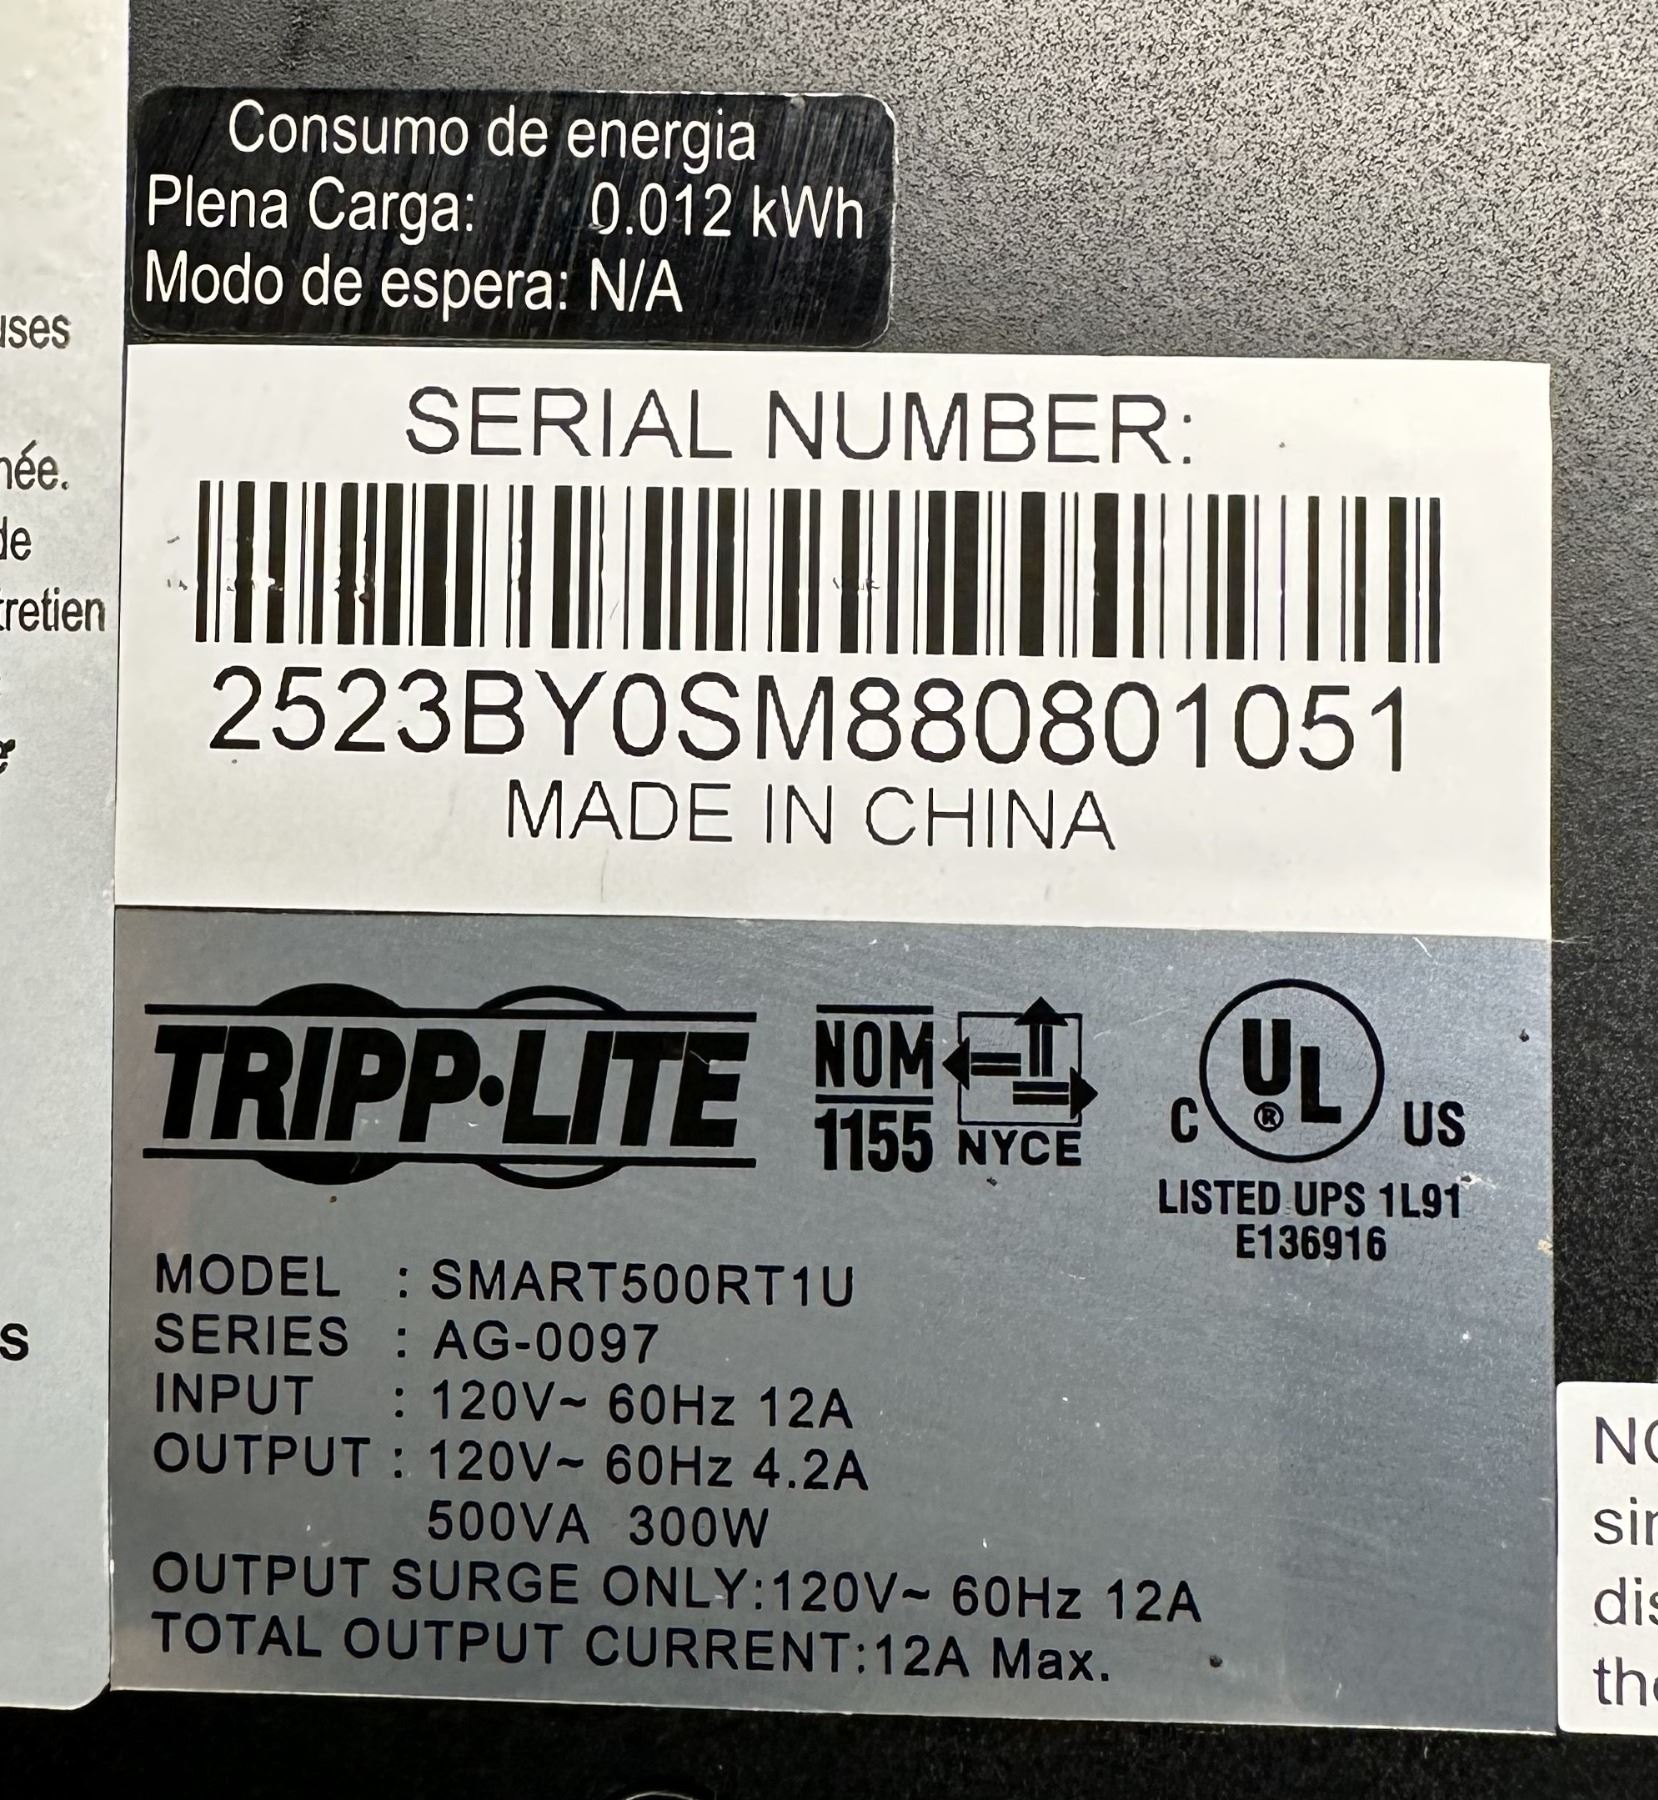 Consumo de energia
Plena Carga: 0.012 kWh
Modo de espera: N/A
SERIAL NUMBER:
2523BY0SM880801051
MADE IN CHINA
TRIPP·LITE
NOM
1155
NYCE
C UL® US
LISTED UPS 1L91
E136916
MODEL : SMART500RT1U
SERIES : AG-0097
INPUT : 120V~ 60Hz 12A
OUTPUT : 120V~ 60Hz 4.2A
500VA 300W
OUTPUT SURGE ONLY:120V~ 60Hz 12A
TOTAL OUTPUT CURRENT:12A Max.
de